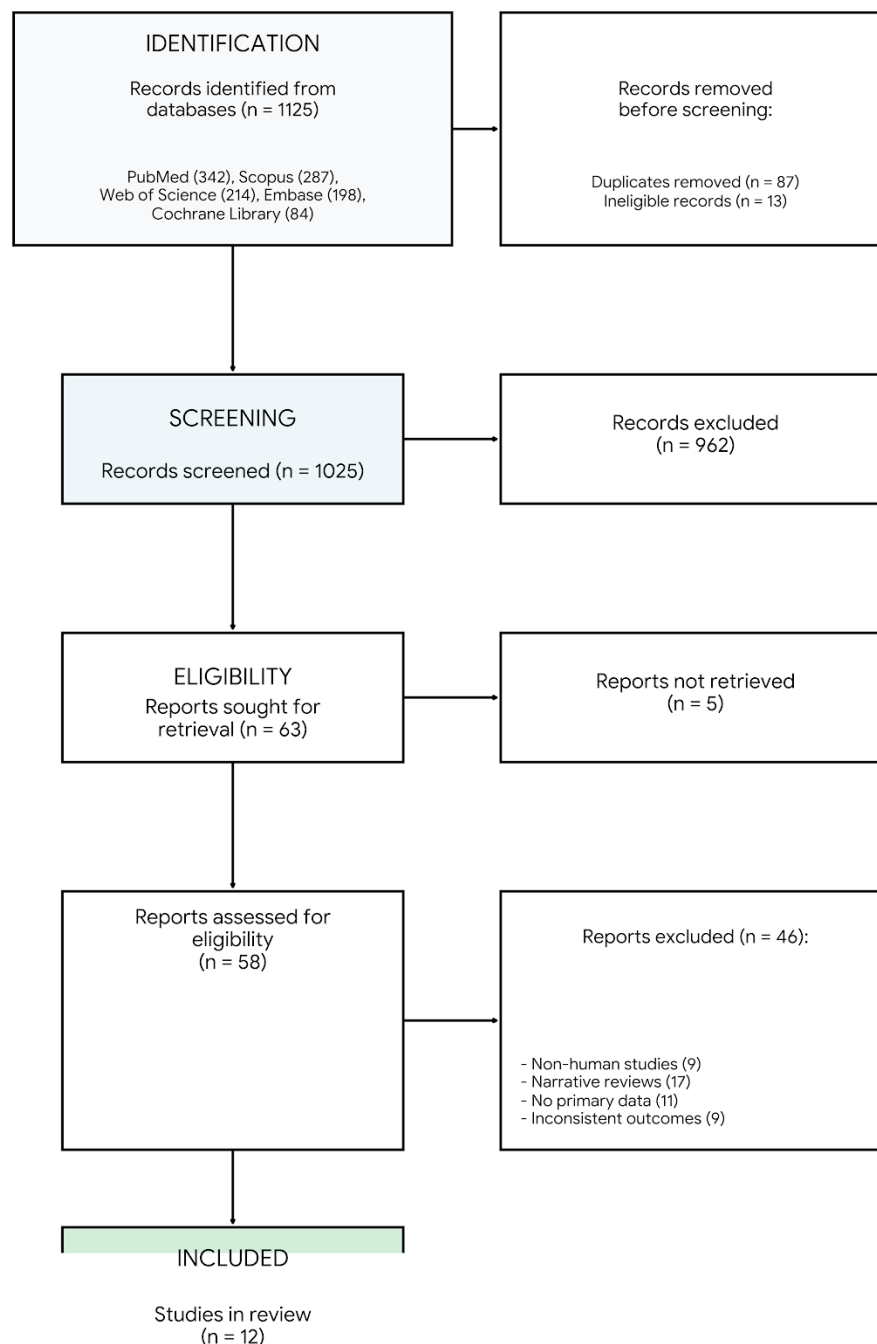 IDENTIFICATION
Records identified from
databases (n = 1125)
PubMed (342), Scopus (287),
Web of Science (214), Embase (198),
Cochrane Library (84)
Records removed
before screening:
Duplicates removed (n = 87)
Ineligible records (n = 13)
SCREENING
Records screened (n = 1025)
Records excluded
(n = 962)
ELIGIBILITY
Reports sought for
retrieval (n = 63)
Reports not retrieved
(n = 5)
Reports assessed for
eligibility
(n = 58)
Reports excluded (n = 46):
- Non-human studies (9)
- Narrative reviews (17)
- No primary data (11)
- Inconsistent outcomes (9)
INCLUDED
Studies in review
(n = 12)